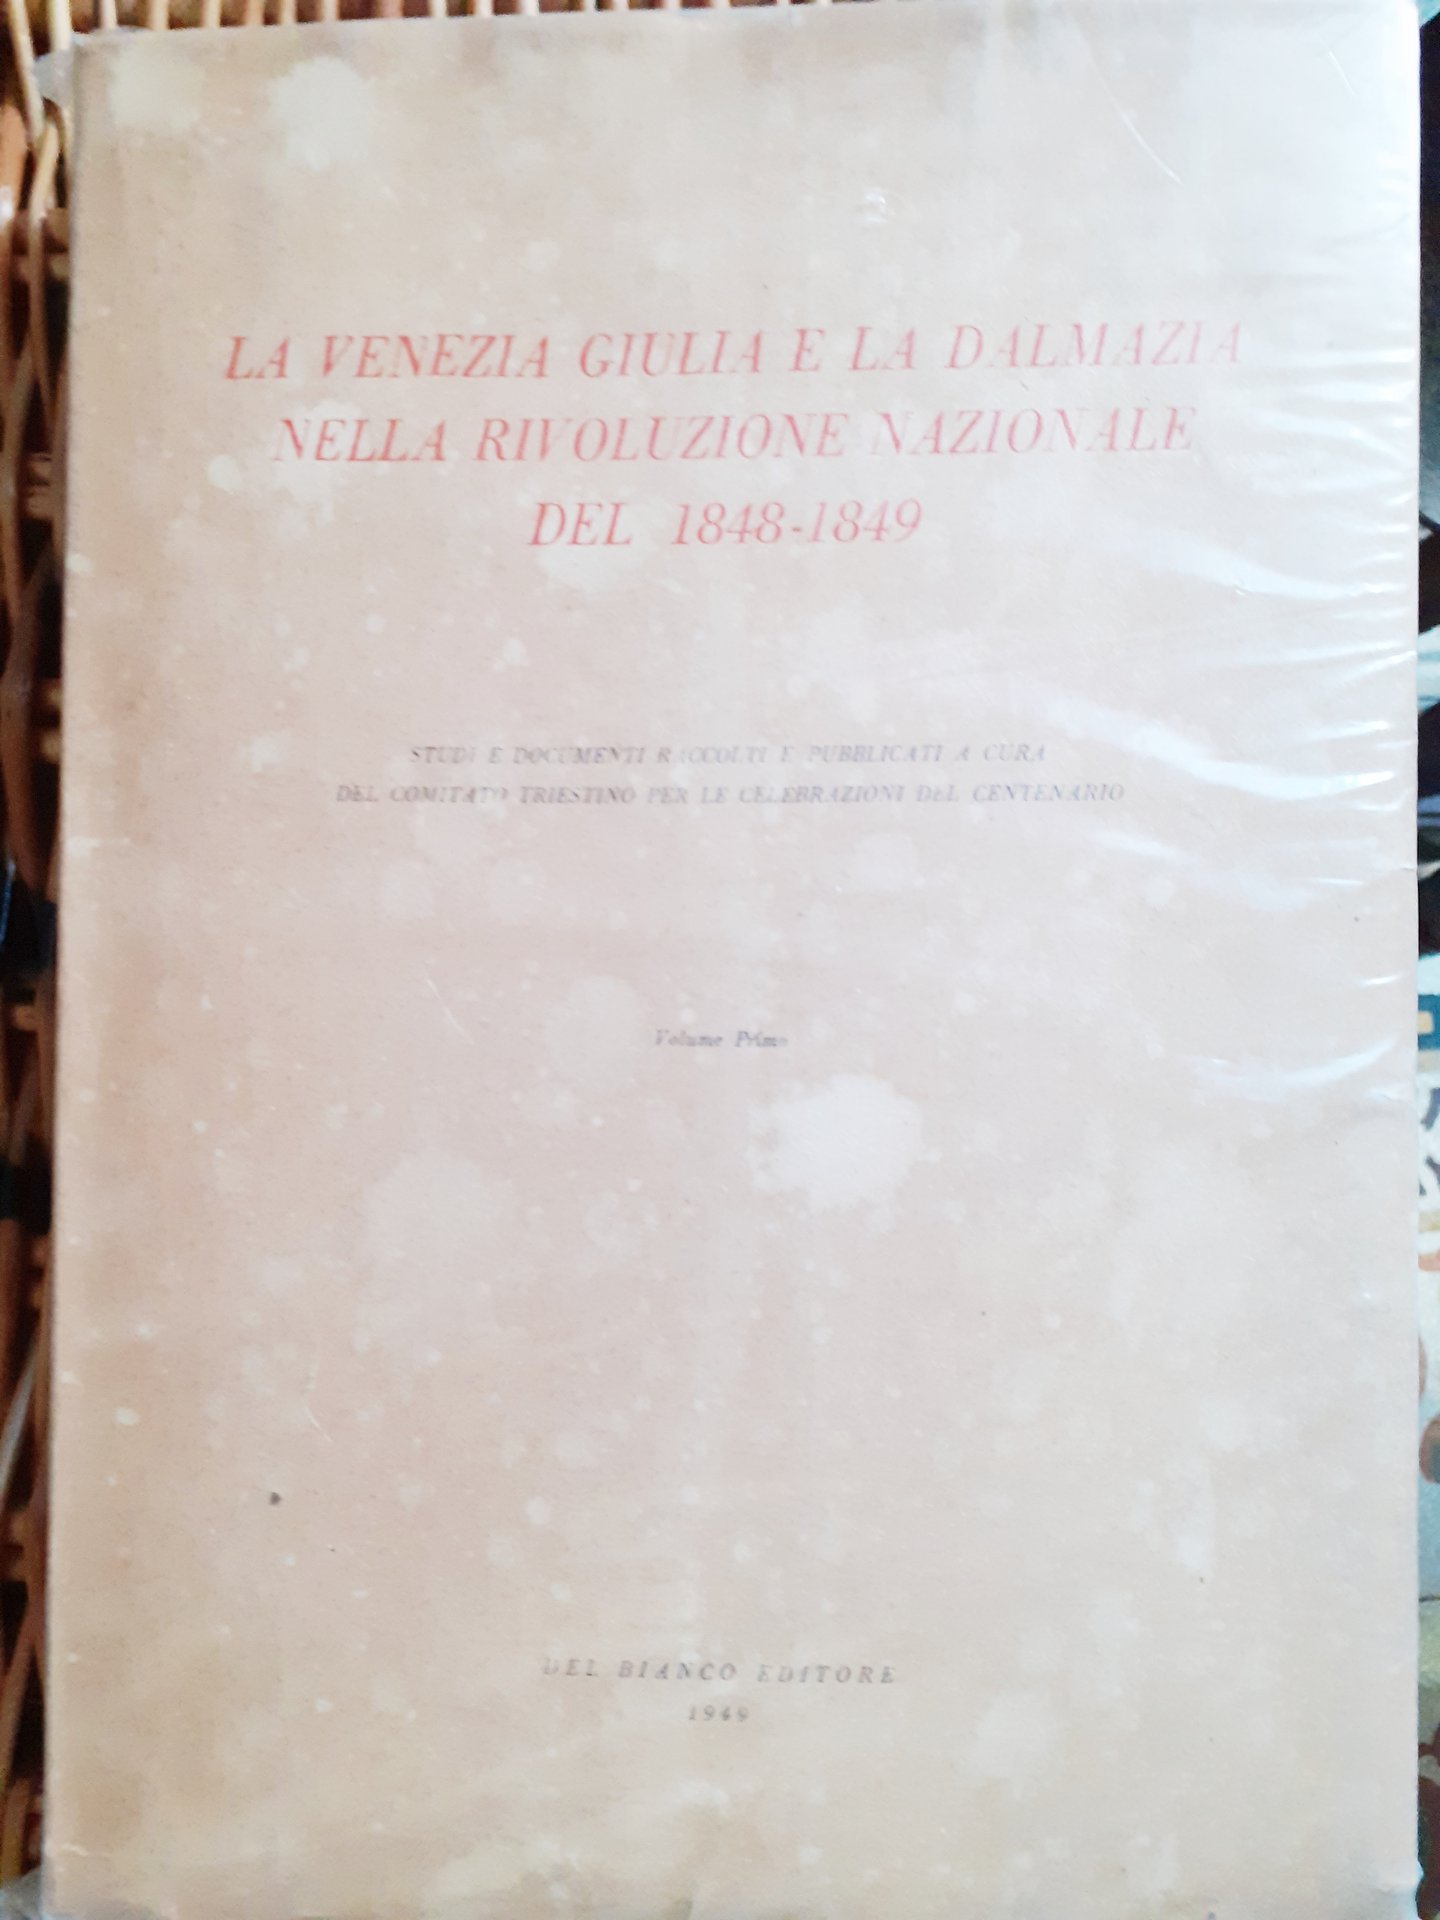 LA VENEZIA GIULIA E LA DALMAZIA
NELLA RIVOLUZIONE NAZIONALE
DEL 1848-1849
STUDI E DOCUMENTI RACCOLTI E PUBBLICATI A CURA
DEL COMITATO TRIESTINO PER LE CELEBRAZIONI DEL CENTENARIO
Volume Primo
DEL BIANCO EDITORE
1949